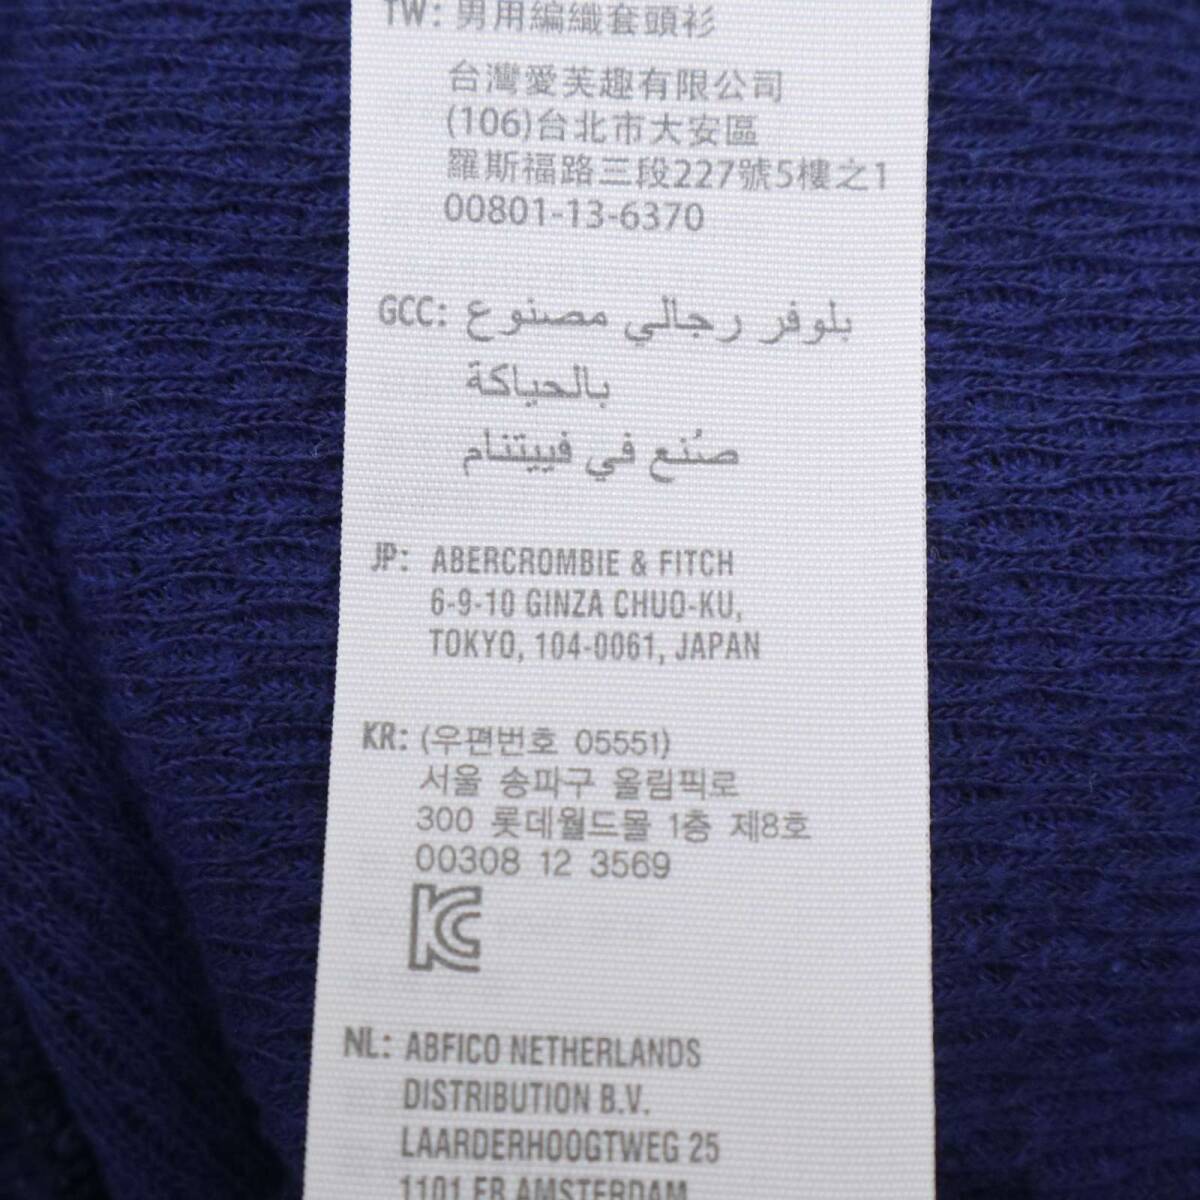 TW: 男用編織套頭衫
台灣愛芙趣有限公司
(106)台北市大安區
羅斯福路三段227號5樓之1
00801-13-6370
GCC: بلوفر رجالي مصنوع
بالحياكة
صُنع في فييتنام
JP: ABERCROMBIE & FITCH
6-9-10 GINZA CHUO-KU,
TOKYO, 104-0061, JAPAN
KR: (우편번호 05551)
서울 송파구 올림픽로
300 롯데월드몰 1층 제8호
00308 12 3569
KC
NL: ABFICO NETHERLANDS
DISTRIBUTION B.V.
LAARDERHOOGTWEG 25
1101 EB AMSTERDAM